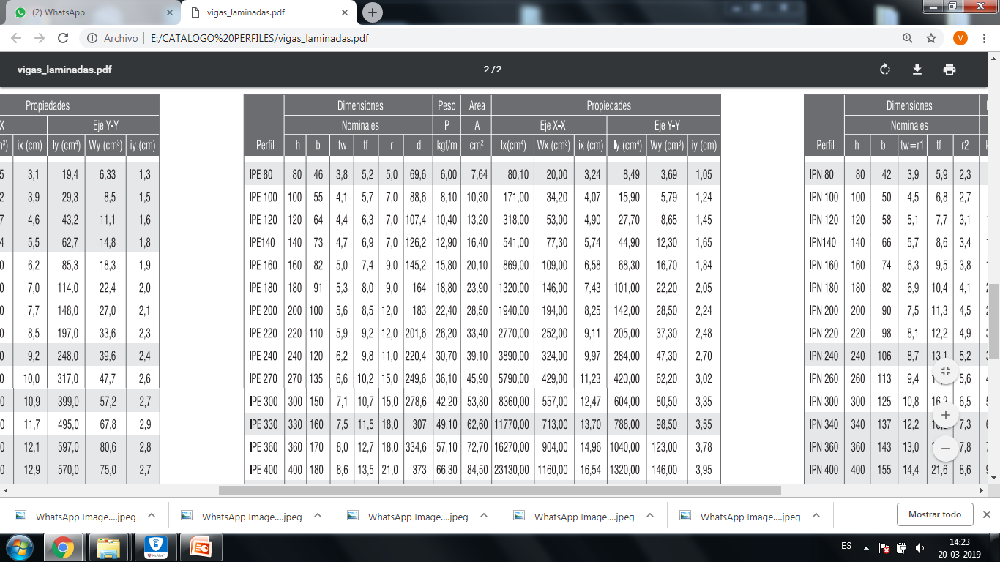 (2) WhatsApp
vigas_laminadas.pdf
Archivo | E:/CATALOGO%20PERFILES/vigas_laminadas.pdf
V
vigas_laminadas.pdf
2 / 2
Propiedades
X Eje Y-Y
ix (cm) Iy (cm⁴) Wy (cm³) iy (cm)
5 3,1 19,4 6,33 1,3
2 3,9 29,3 8,5 1,5
7 4,6 43,2 11,1 1,6
4 5,5 62,7 14,8 1,8
0 6,2 85,3 18,3 1,9
0 7,0 114,0 22,4 2,0
0 7,7 148,0 27,0 2,1
0 8,5 197,0 33,6 2,3
0 9,2 248,0 39,6 2,4
0 10,0 317,0 47,7 2,6
0 10,9 399,0 57,2 2,7
0 11,7 495,0 67,8 2,9
0 12,1 597,0 80,6 2,8
0 12,9 570,0 75,0 2,7
Dimensiones Peso Area Propiedades
Nominales P A Eje X-X Eje Y-Y
Perfil h b tw tf r d kgf/m cm² Ix(cm⁴) Wx (cm³) ix (cm) Iy (cm⁴) Wy (cm³) iy (cm)
IPE 80 80 46 3,8 5,2 5,0 69,6 6,00 7,64 80,10 20,00 3,24 8,49 3,69 1,05
IPE 100 100 55 4,1 5,7 7,0 88,6 8,10 10,30 171,00 34,20 4,07 15,90 5,79 1,24
IPE 120 120 64 4,4 6,3 7,0 107,4 10,40 13,20 318,00 53,00 4,90 27,70 8,65 1,45
IPE140 140 73 4,7 6,9 7,0 126,2 12,90 16,40 541,00 77,30 5,74 44,90 12,30 1,65
IPE 160 160 82 5,0 7,4 9,0 145,2 15,80 20,10 869,00 109,00 6,58 68,30 16,70 1,84
IPE 180 180 91 5,3 8,0 9,0 164 18,80 23,90 1320,00 146,00 7,43 101,00 22,20 2,05
IPE 200 200 100 5,6 8,5 12,0 183 22,40 28,50 1940,00 194,00 8,25 142,00 28,50 2,24
IPE 220 220 110 5,9 9,2 12,0 201,6 26,20 33,40 2770,00 252,00 9,11 205,00 37,30 2,48
IPE 240 240 120 6,2 9,8 11,0 220,4 30,70 39,10 3890,00 324,00 9,97 284,00 47,30 2,70
IPE 270 270 135 6,6 10,2 15,0 249,6 36,10 45,90 5790,00 429,00 11,23 420,00 62,20 3,02
IPE 300 300 150 7,1 10,7 15,0 278,6 42,20 53,80 8360,00 557,00 12,47 604,00 80,50 3,35
IPE 330 330 160 7,5 11,5 18,0 307 49,10 62,60 11770,00 713,00 13,70 788,00 98,50 3,55
IPE 360 360 170 8,0 12,7 18,0 334,6 57,10 72,70 16270,00 904,00 14,96 1040,00 123,00 3,78
IPE 400 400 180 8,6 13,5 21,0 373 66,30 84,50 23130,00 1160,00 16,54 1320,00 146,00 3,95
Dimensiones
Nominales
Perfil h b tw=r1 tf r2
IPN 80 80 42 3,9 5,9 2,3
IPN 100 100 50 4,5 6,8 2,7
IPN 120 120 58 5,1 7,7 3,1
IPN140 140 66 5,7 8,6 3,4
IPN 160 160 74 6,3 9,5 3,8
IPN 180 180 82 6,9 10,4 4,1
IPN 200 200 90 7,5 11,3 4,5
IPN 220 220 98 8,1 12,2 4,9
IPN 240 240 106 8,7 13,1 5,2
IPN 260 260 113 9,4 5,6
IPN 300 300 125 10,8 16,2 6,5
IPN 340 340 137 12,2 7,3
IPN 360 360 143 13,0 7,8
IPN 400 400 155 14,4 21,6 8,6
WhatsApp Image....jpeg WhatsApp Image....jpeg WhatsApp Image....jpeg WhatsApp Image....jpeg WhatsApp Image....jpeg Mostrar todo
McAfee
ES 14:23
20-03-2019